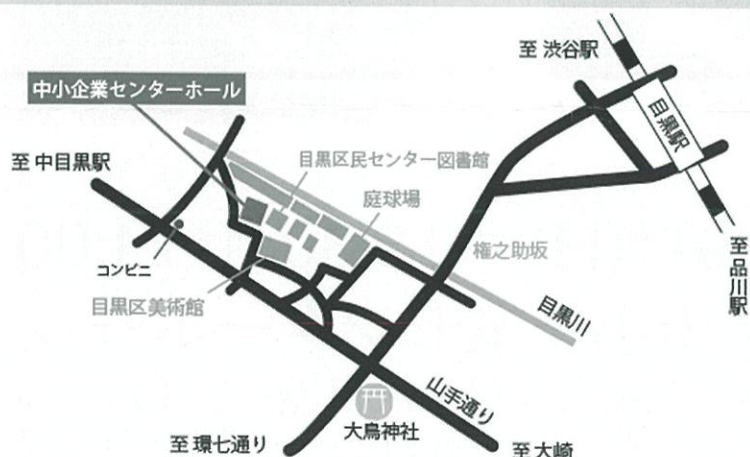 至 渋谷駅
中小企業センターホール
目黒駅
至 中目黒駅
目黒区民センター図書館
庭球場
コンビニ
権之助坂
至品川駅
目黒区美術館
目黒川
山手通り
大鳥神社
至 環七通り
至 大崎